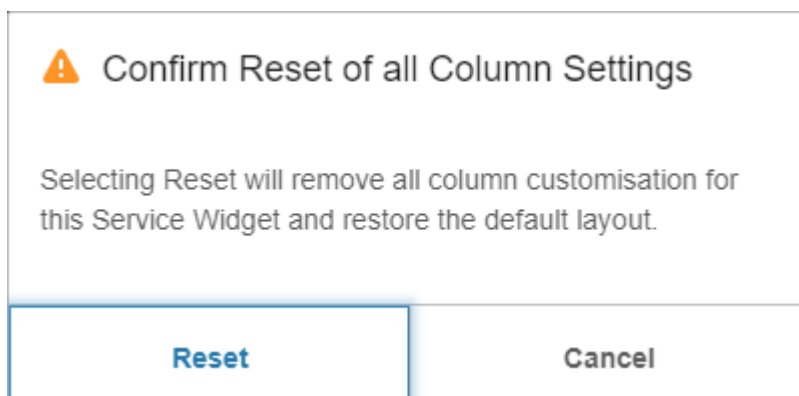 Confirm Reset of all Column Settings
Selecting Reset will remove all column customisation for
this Service Widget and restore the default layout.
Reset
Cancel